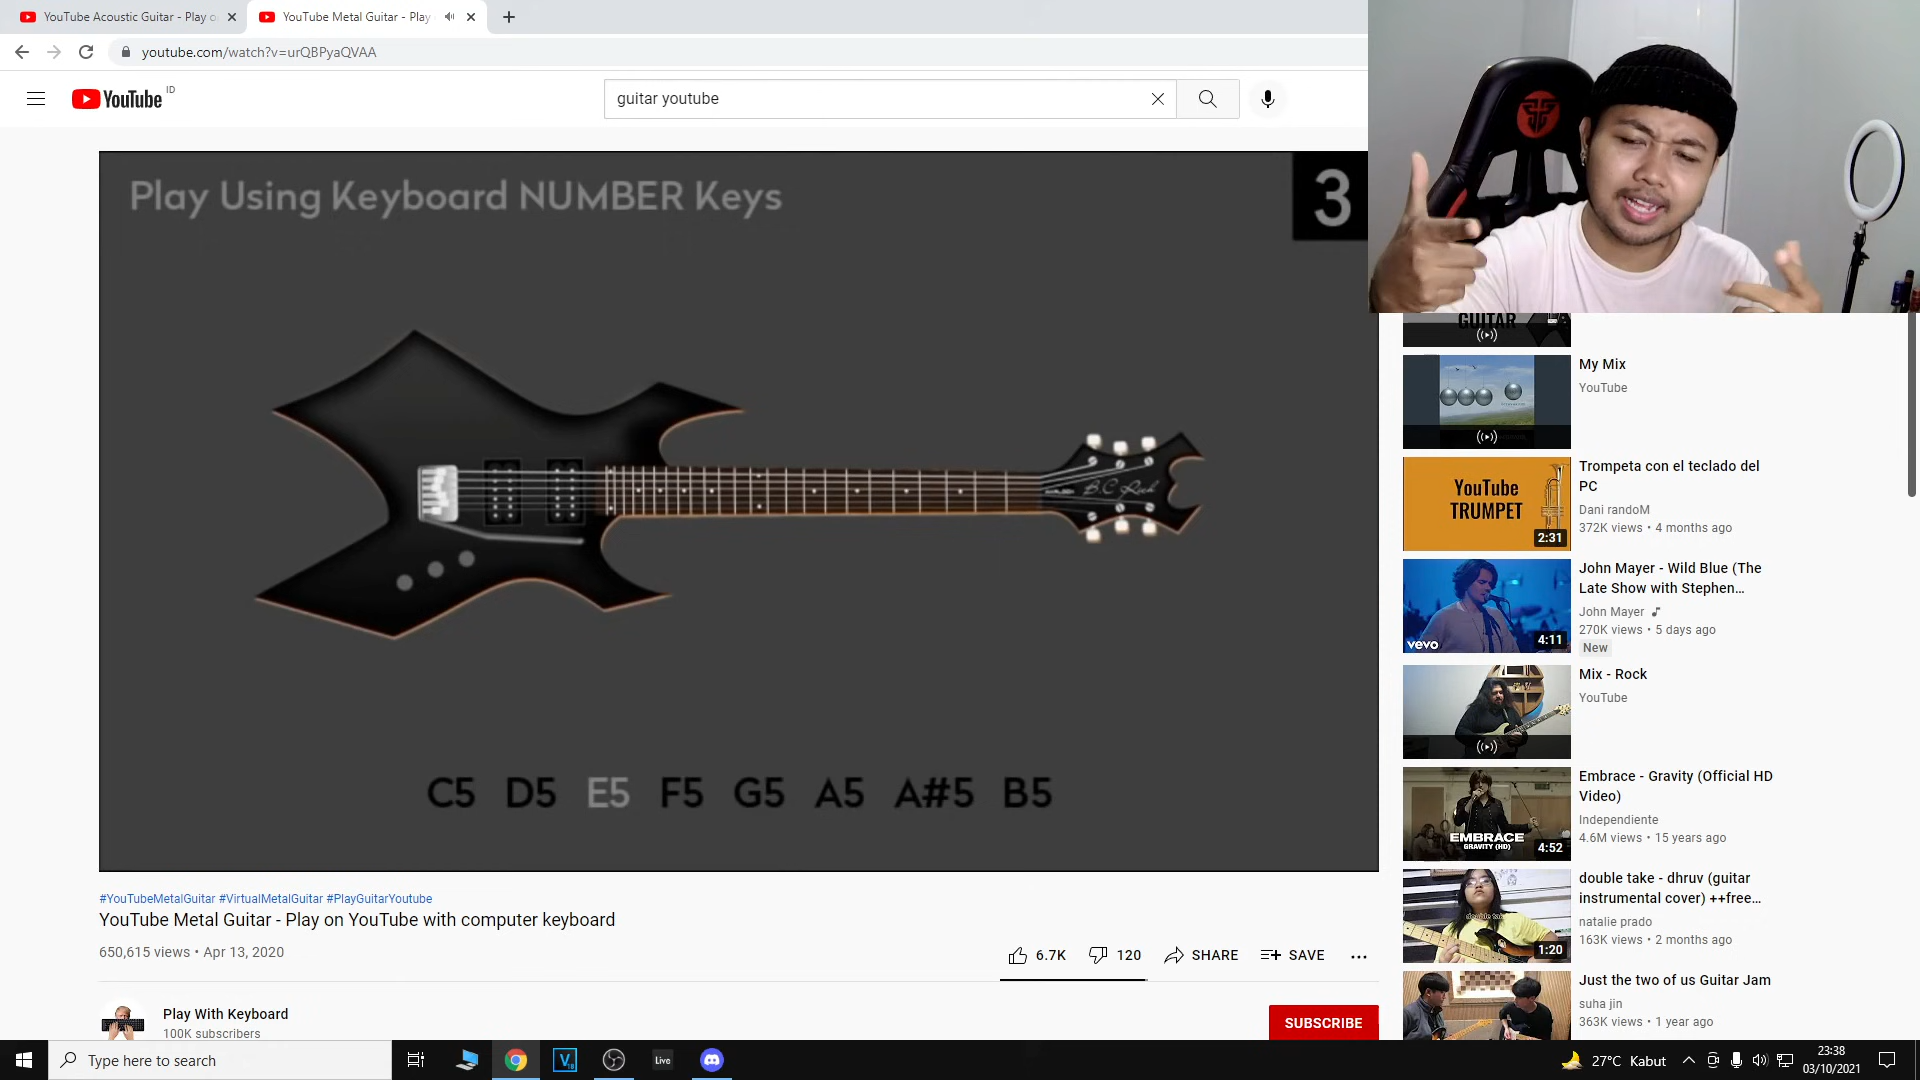 YouTube Acoustic Guitar - Play o
YouTube Metal Guitar - Play
youtube.com/watch?v=urQBPyaQVAA
YouTube ID
guitar youtube
Play Using Keyboard NUMBER Keys
3
B.C. Rich
C5 D5 E5 F5 G5 A5 A#5 B5
#YouTubeMetalGuitar #VirtualMetalGuitar #PlayGuitarYoutube
YouTube Metal Guitar - Play on YouTube with computer keyboard
650,615 views • Apr 13, 2020
6.7K 120 SHARE SAVE
Play With Keyboard
100K subscribers
SUBSCRIBE
GUITAR
My Mix
YouTube
YouTube
TRUMPET
2:31
Trompeta con el teclado del
PC
Dani randoM
372K views • 4 months ago
vevo
4:11
John Mayer - Wild Blue (The
Late Show with Stephen...
John Mayer
270K views • 5 days ago
New
Mix - Rock
YouTube
EMBRACE
GRAVITY (HD)
4:52
Embrace - Gravity (Official HD
Video)
Independiente
4.6M views • 15 years ago
1:20
double take - dhruv (guitar
instrumental cover) ++free...
natalie prado
163K views • 2 months ago
Just the two of us Guitar Jam
suha jin
363K views • 1 year ago
Type here to search
Live
27°C Kabut
23:38
03/10/2021